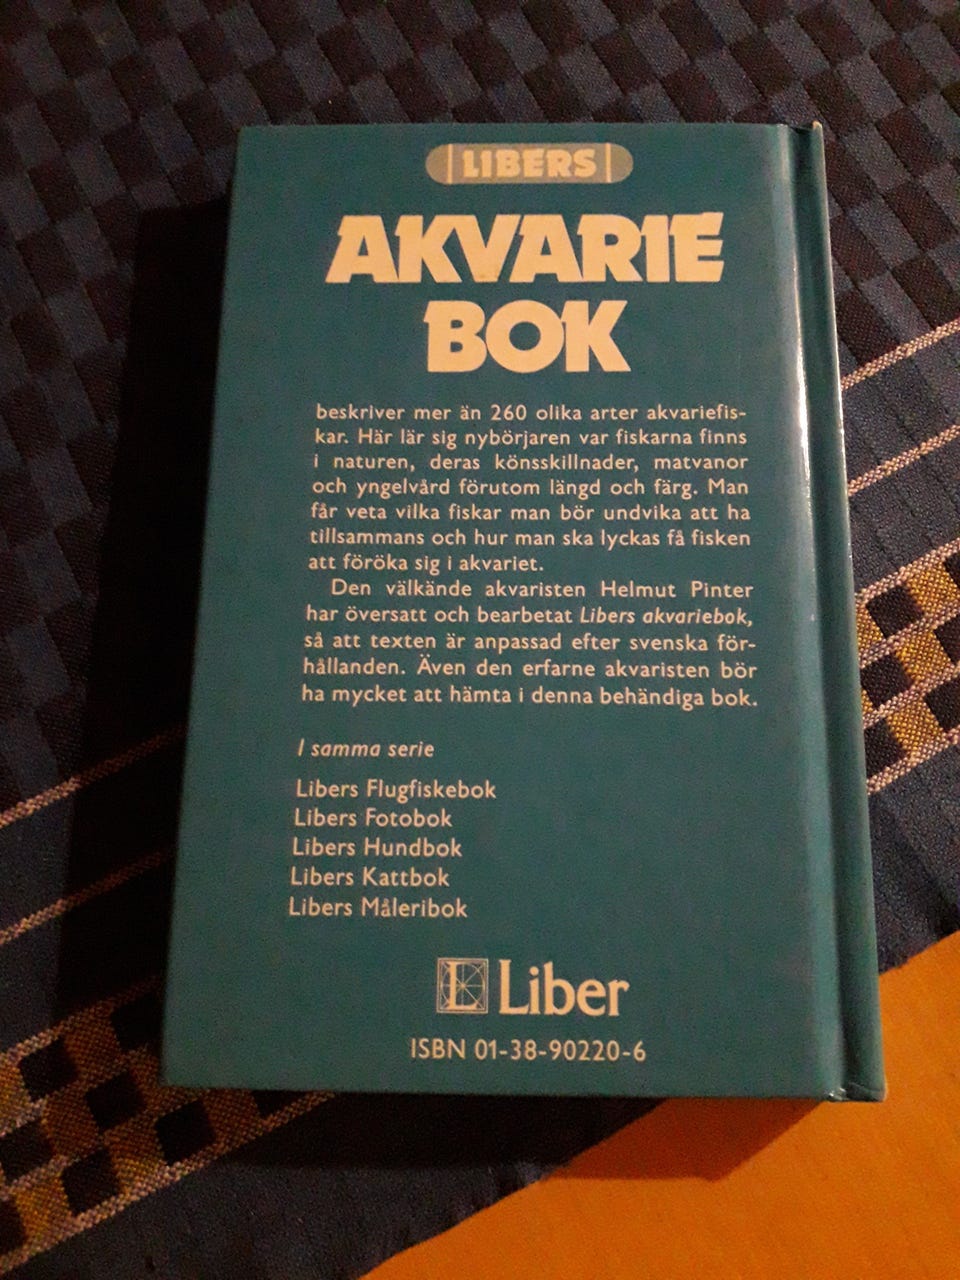 LIBERS
AKVARIE
BOK
beskriver mer än 260 olika arter akvariefis-
kar. Här lär sig nybörjaren var fiskarna finns
i naturen, deras könsskillnader, matvanor
och yngelvård förutom längd och färg. Man
får veta vilka fiskar man bör undvika att ha
tillsammans och hur man ska lyckas få fisken
att föröka sig i akvariet.
Den välkände akvaristen Helmut Pinter
har översatt och bearbetat Libers akvariebok,
så att texten är anpassad efter svenska för-
hållanden. Även den erfarne akvaristen bör
ha mycket att hämta i denna behändiga bok.
I samma serie
Libers Flugfiskebok
Libers Fotobok
Libers Hundbok
Libers Kattbok
Libers Måleribok
L Liber
ISBN 01-38-90220-6